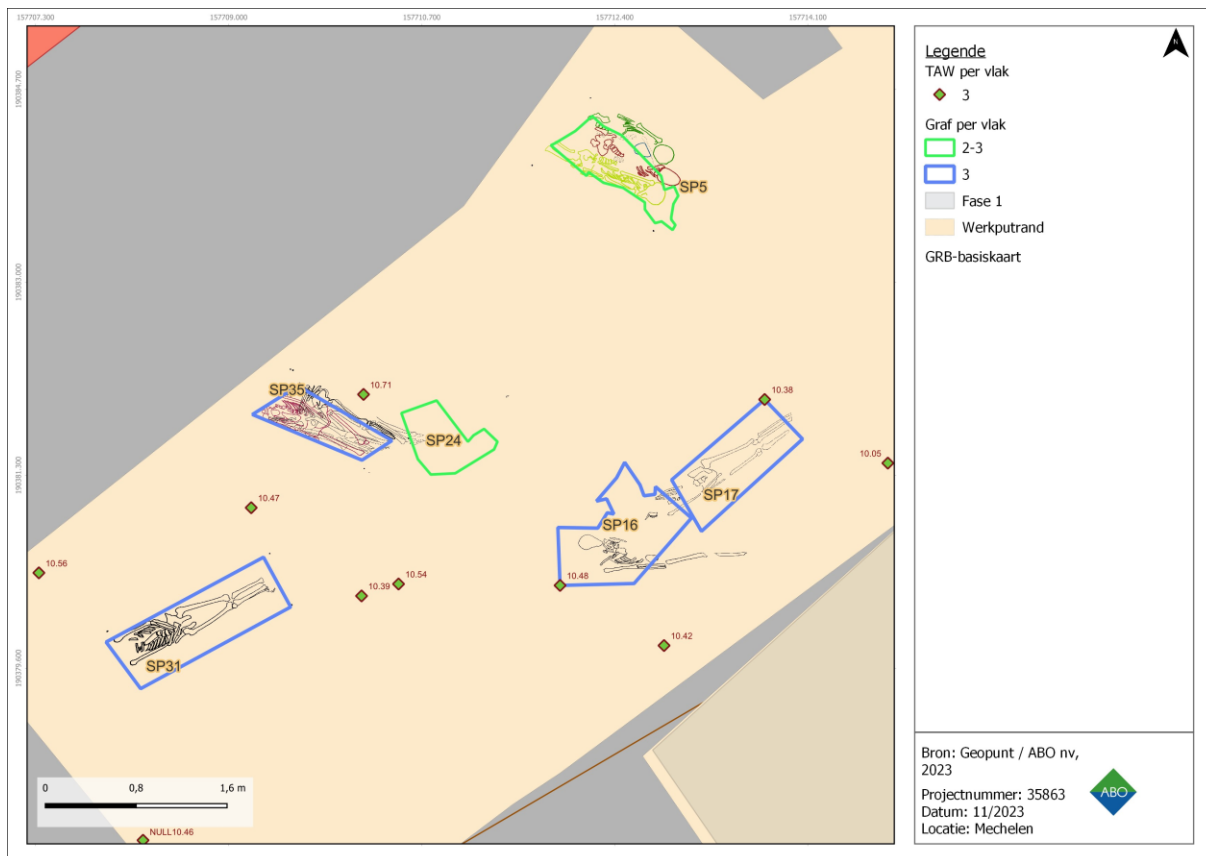 157707.300
157709.000
157710.700
157712.400
157714.100
190384.700
190383.000
190381.300
190379.600
SP5
SP35
10.71
SP24
10.38
10.05
SP17
10.47
SP16
10.56
10.54
10.39
10.48
10.42
SP31
0
0,8
1,6 m
NULL10.46
N
Legende
TAW per vlak
3
Graf per vlak
2-3
3
Fase 1
Werkputrand
GRB-basiskaart
Bron: Geopunt / ABO nv,
2023
Projectnummer: 35863
Datum: 11/2023
Locatie: Mechelen
ABO